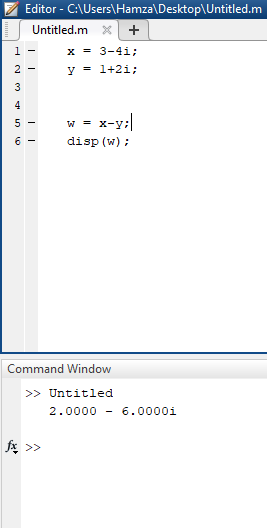 Editor - C:\Users\Hamza\Desktop\Untitled.m
Untitled.m × +
1 - x = 3-4i;
2 - y = 1+2i;
3
4
5 - w = x-y;
6 - disp(w);
Command Window
>> Untitled
2.0000 - 6.0000i
fx >>